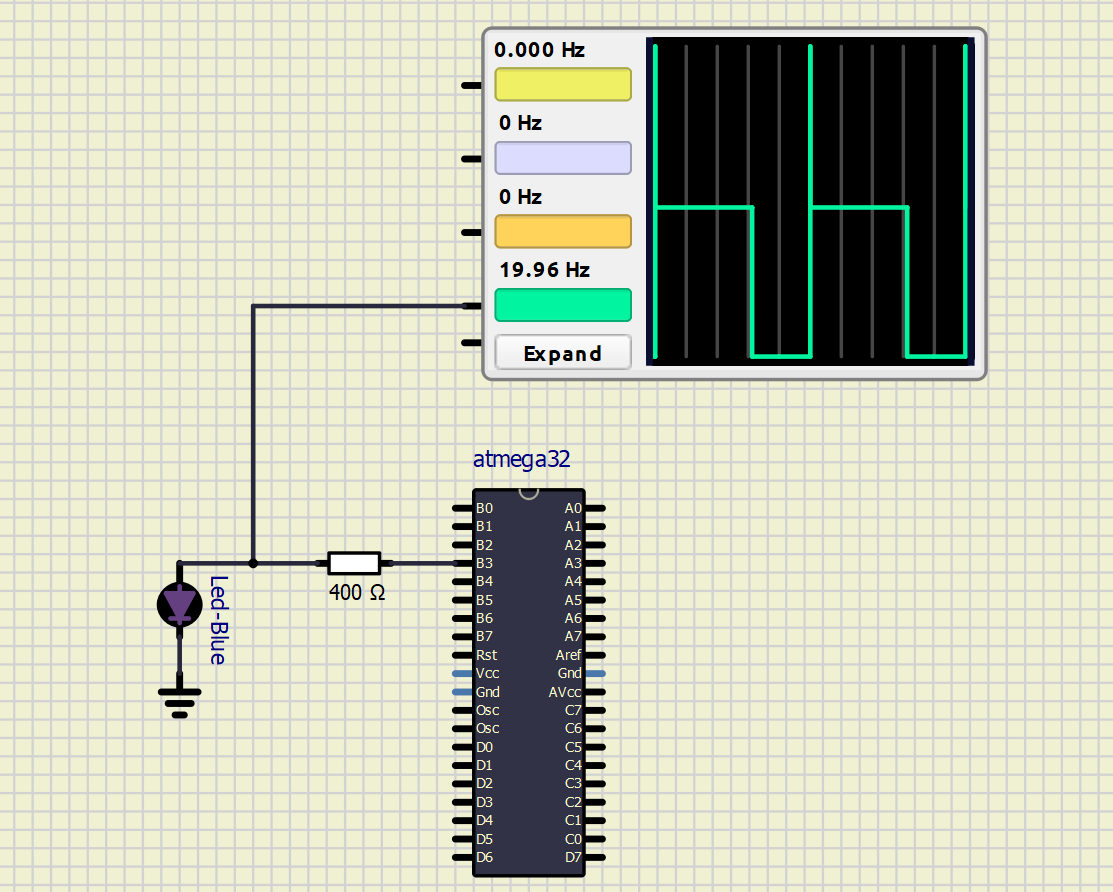 0.000 Hz
0 Hz
0 Hz
19.96 Hz
Expand
atmega32
B0 A0
B1 A1
B2 A2
B3 A3
B4 A4
B5 A5
B6 A6
B7 A7
Rst Aref
Vcc Gnd
Gnd AVcc
Osc C7
Osc C6
D0 C5
D1 C4
D2 C3
D3 C2
D4 C1
D5 C0
D6 D7
400 Ω
Led-Blue